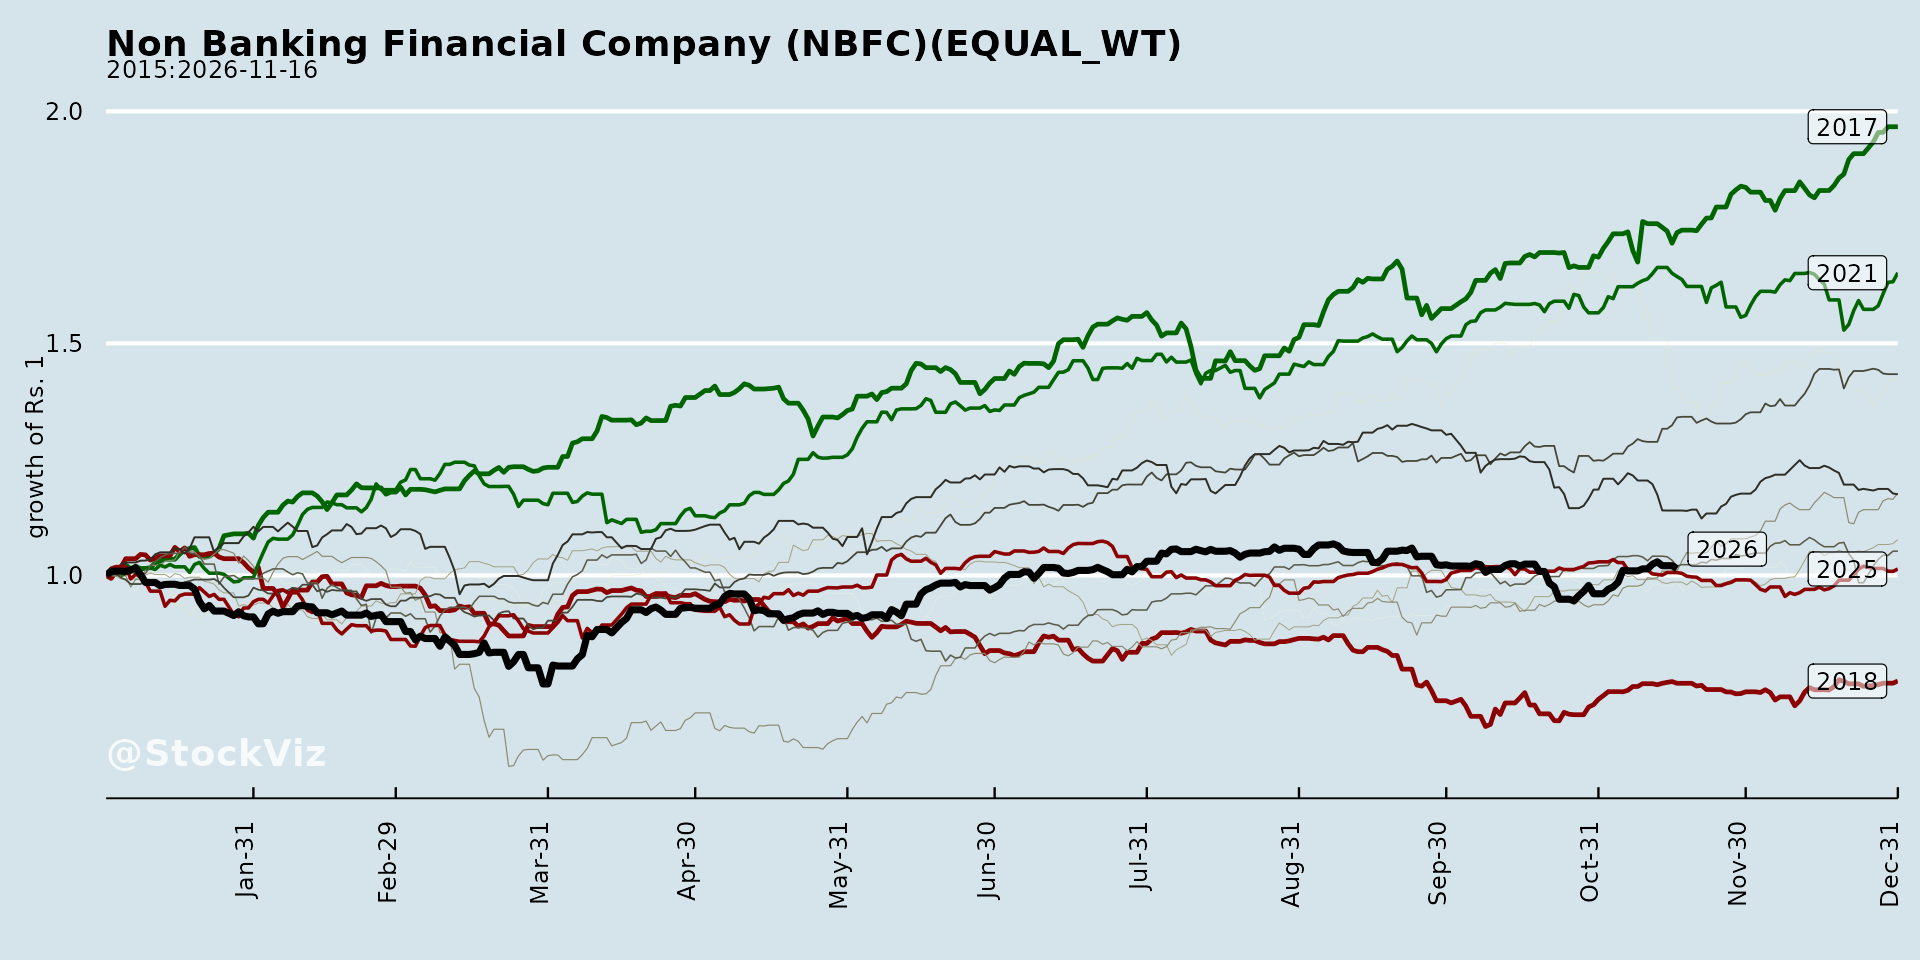 Non Banking Financial Company (NBFC)(EQUAL_WT)
2015:2026-11-16
growth of Rs. 1
2.0
1.5
1.0
2017
2021
2026
2025
2018
@StockViz
Jan-31
Feb-29
Mar-31
Apr-30
May-31
Jun-30
Jul-31
Aug-31
Sep-30
Oct-31
Nov-30
Dec-31